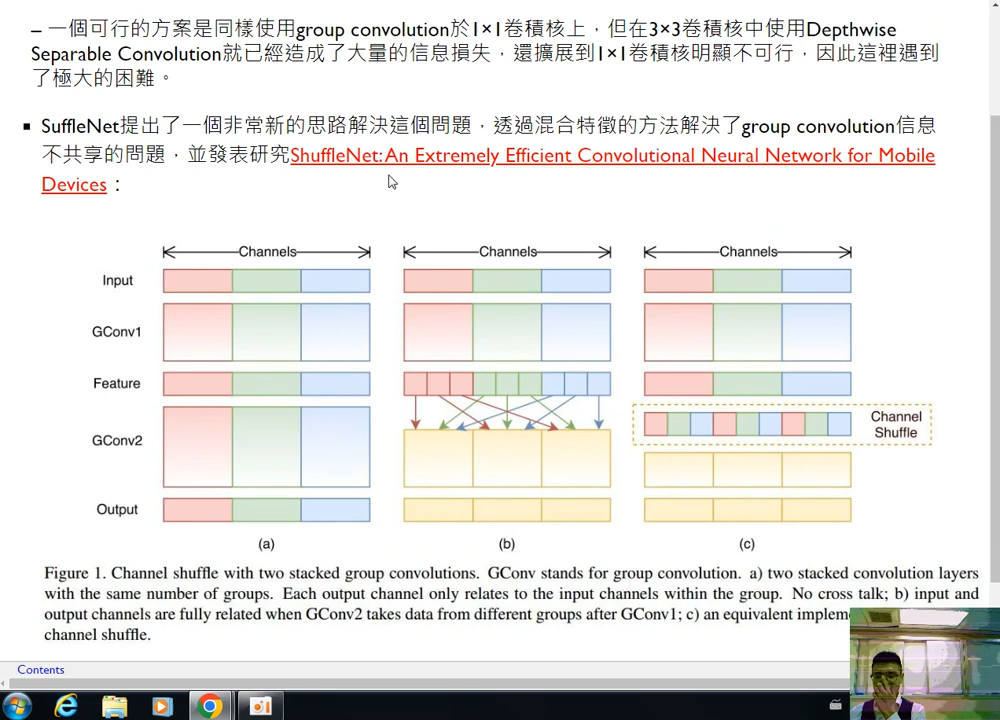 – 一個可行的方案是同樣使用group convolution於1×1卷積核上，但在3×3卷積核中使用Depthwise
Separable Convolution就已經造成了大量的信息損失，還擴展到1×1卷積核明顯不可行，因此這裡遇到
了極大的困難。
▪ SuffleNet提出了一個非常新的思路解決這個問題，透過混合特徵的方法解決了group convolution信息
不共享的問題，並發表研究ShuffleNet: An Extremely Efficient Convolutional Neural Network for Mobile
Devices：
Channels Channels Channels
Input
GConv1
Feature
Channel
Shuffle
GConv2
Output
(a) (b) (c)
Figure 1. Channel shuffle with two stacked group convolutions. GConv stands for group convolution. a) two stacked convolution layers
with the same number of groups. Each output channel only relates to the input channels within the group. No cross talk; b) input and
output channels are fully related when GConv2 takes data from different groups after GConv1; c) an equivalent
channel shuffle.
Contents